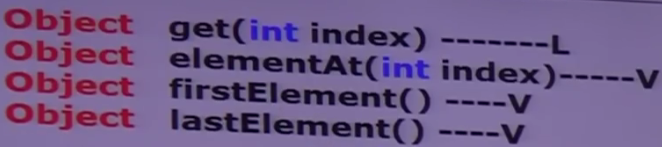 Object get(int index) -------L
Object elementAt(int index)-----V
Object firstElement() ----V
Object lastElement() ----V